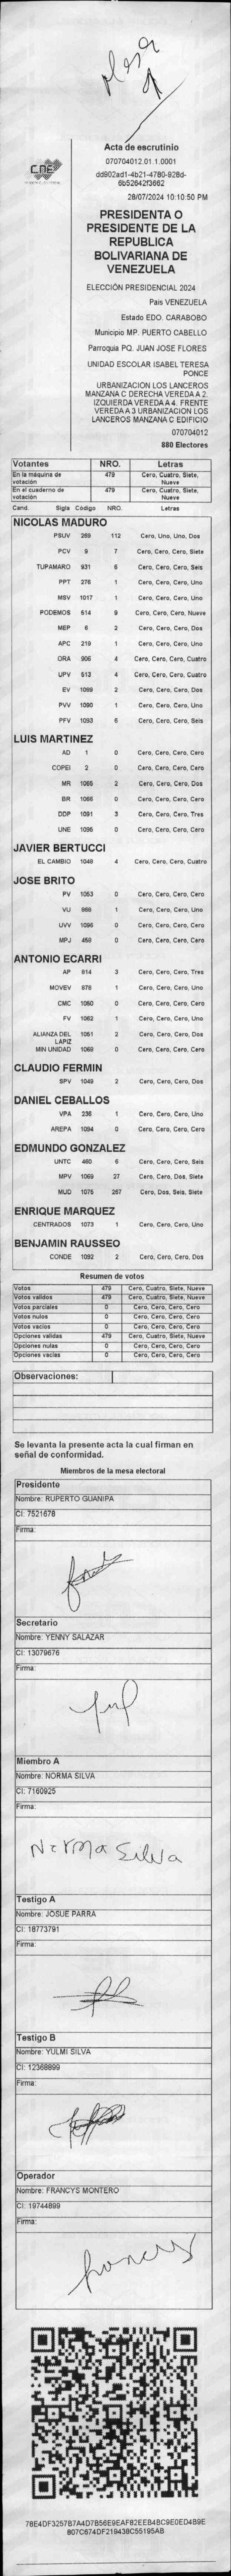 Mesa
1
CNE
Acta de escrutinio
070704012.01.1.0001
dd902ad1-4b21-4780-928d-
6b52642f3662
28/07/2024 10:10:50 PM
PRESIDENTA O
PRESIDENTE DE LA
REPUBLICA
BOLIVARIANA DE
VENEZUELA
ELECCIÓN PRESIDENCIAL 2024
Pais VENEZUELA
Estado EDO. CARABOBO
Municipio MP. PUERTO CABELLO
Parroquia PQ. JUAN JOSE FLORES
UNIDAD ESCOLAR ISABEL TERESA
PONCE
URBANIZACION LOS LANCEROS
MANZANA C DERECHA VEREDA A 2.
IZQUIERDA VEREDA A 4. FRENTE
VEREDA A 3 URBANIZACION LOS
LANCEROS MANZANA C EDIFICIO
070704012
880 Electores
Votantes NRO. Letras
En la máquina de votación 479 Cero, Cuatro, Siete, Nueve
En el cuaderno de votación 479 Cero, Cuatro, Siete, Nueve
Cand. Sigla Código NRO. Letras
NICOLAS MADURO
PSUV 269 112 Cero, Uno, Uno, Dos
PCV 9 7 Cero, Cero, Cero, Siete
TUPAMARO 931 6 Cero, Cero, Cero, Seis
PPT 276 1 Cero, Cero, Cero, Uno
MSV 1017 1 Cero, Cero, Cero, Uno
PODEMOS 514 9 Cero, Cero, Cero, Nueve
MEP 6 2 Cero, Cero, Cero, Dos
APC 219 1 Cero, Cero, Cero, Uno
ORA 906 4 Cero, Cero, Cero, Cuatro
UPV 513 4 Cero, Cero, Cero, Cuatro
EV 1089 2 Cero, Cero, Cero, Dos
PVV 1090 1 Cero, Cero, Cero, Uno
PFV 1093 6 Cero, Cero, Cero, Seis
LUIS MARTINEZ
AD 1 0 Cero, Cero, Cero, Cero
COPEI 2 0 Cero, Cero, Cero, Cero
MR 1065 2 Cero, Cero, Cero, Dos
BR 1066 0 Cero, Cero, Cero, Cero
DDP 1091 3 Cero, Cero, Cero, Tres
UNE 1096 0 Cero, Cero, Cero, Cero
JAVIER BERTUCCI
EL CAMBIO 1048 4 Cero, Cero, Cero, Cuatro
JOSE BRITO
PV 1053 0 Cero, Cero, Cero, Cero
VU 968 1 Cero, Cero, Cero, Uno
UVV 1096 0 Cero, Cero, Cero, Cero
MPJ 458 0 Cero, Cero, Cero, Cero
ANTONIO ECARRI
AP 914 3 Cero, Cero, Cero, Tres
MOVEV 878 1 Cero, Cero, Cero, Uno
CMC 1050 0 Cero, Cero, Cero, Cero
FV 1062 1 Cero, Cero, Cero, Uno
ALIANZA DEL LAPIZ 1051 2 Cero, Cero, Cero, Dos
MIN UNIDAD 1069 0 Cero, Cero, Cero, Cero
CLAUDIO FERMIN
SPV 1049 2 Cero, Cero, Cero, Dos
DANIEL CEBALLOS
VPA 236 1 Cero, Cero, Cero, Uno
AREPA 1094 0 Cero, Cero, Cero, Cero
EDMUNDO GONZALEZ
UNTC 460 6 Cero, Cero, Cero, Seis
MPV 1069 27 Cero, Cero, Dos, Siete
MUD 1075 267 Cero, Dos, Seis, Siete
ENRIQUE MARQUEZ
CENTRADOS 1073 1 Cero, Cero, Cero, Uno
BENJAMIN RAUSSEO
CONDE 1092 2 Cero, Cero, Cero, Dos
Resumen de votos
Votos 479 Cero, Cuatro, Siete, Nueve
Votos validos 479 Cero, Cuatro, Siete, Nueve
Votos parciales 0 Cero, Cero, Cero, Cero
Votos nulos 0 Cero, Cero, Cero, Cero
Votos vacios 0 Cero, Cero, Cero, Cero
Opciones validas 479 Cero, Cuatro, Siete, Nueve
Opciones nulas 0 Cero, Cero, Cero, Cero
Opciones vacias 0 Cero, Cero, Cero, Cero
Observaciones:
Se levanta la presente acta la cual firman en
señal de conformidad.
Miembros de la mesa electoral
Presidente
Nombre: RUPERTO GUANIPA
CI: 7521678
Firma:
Secretario
Nombre: YENNY SALAZAR
CI: 13079676
Firma:
Miembro A
Nombre: NORMA SILVA
CI: 7160925
Firma:
Norma Silva
Testigo A
Nombre: JOSUE PARRA
CI: 18773791
Firma:
Testigo B
Nombre: YULMI SILVA
CI: 12368899
Firma:
Operador
Nombre: FRANCYS MONTERO
CI: 19744899
Firma:
francys
78E4DF3257B7A4D7B56E9EAF82EEB4BC9E0ED4B9E
807C674DF219438C55195AB